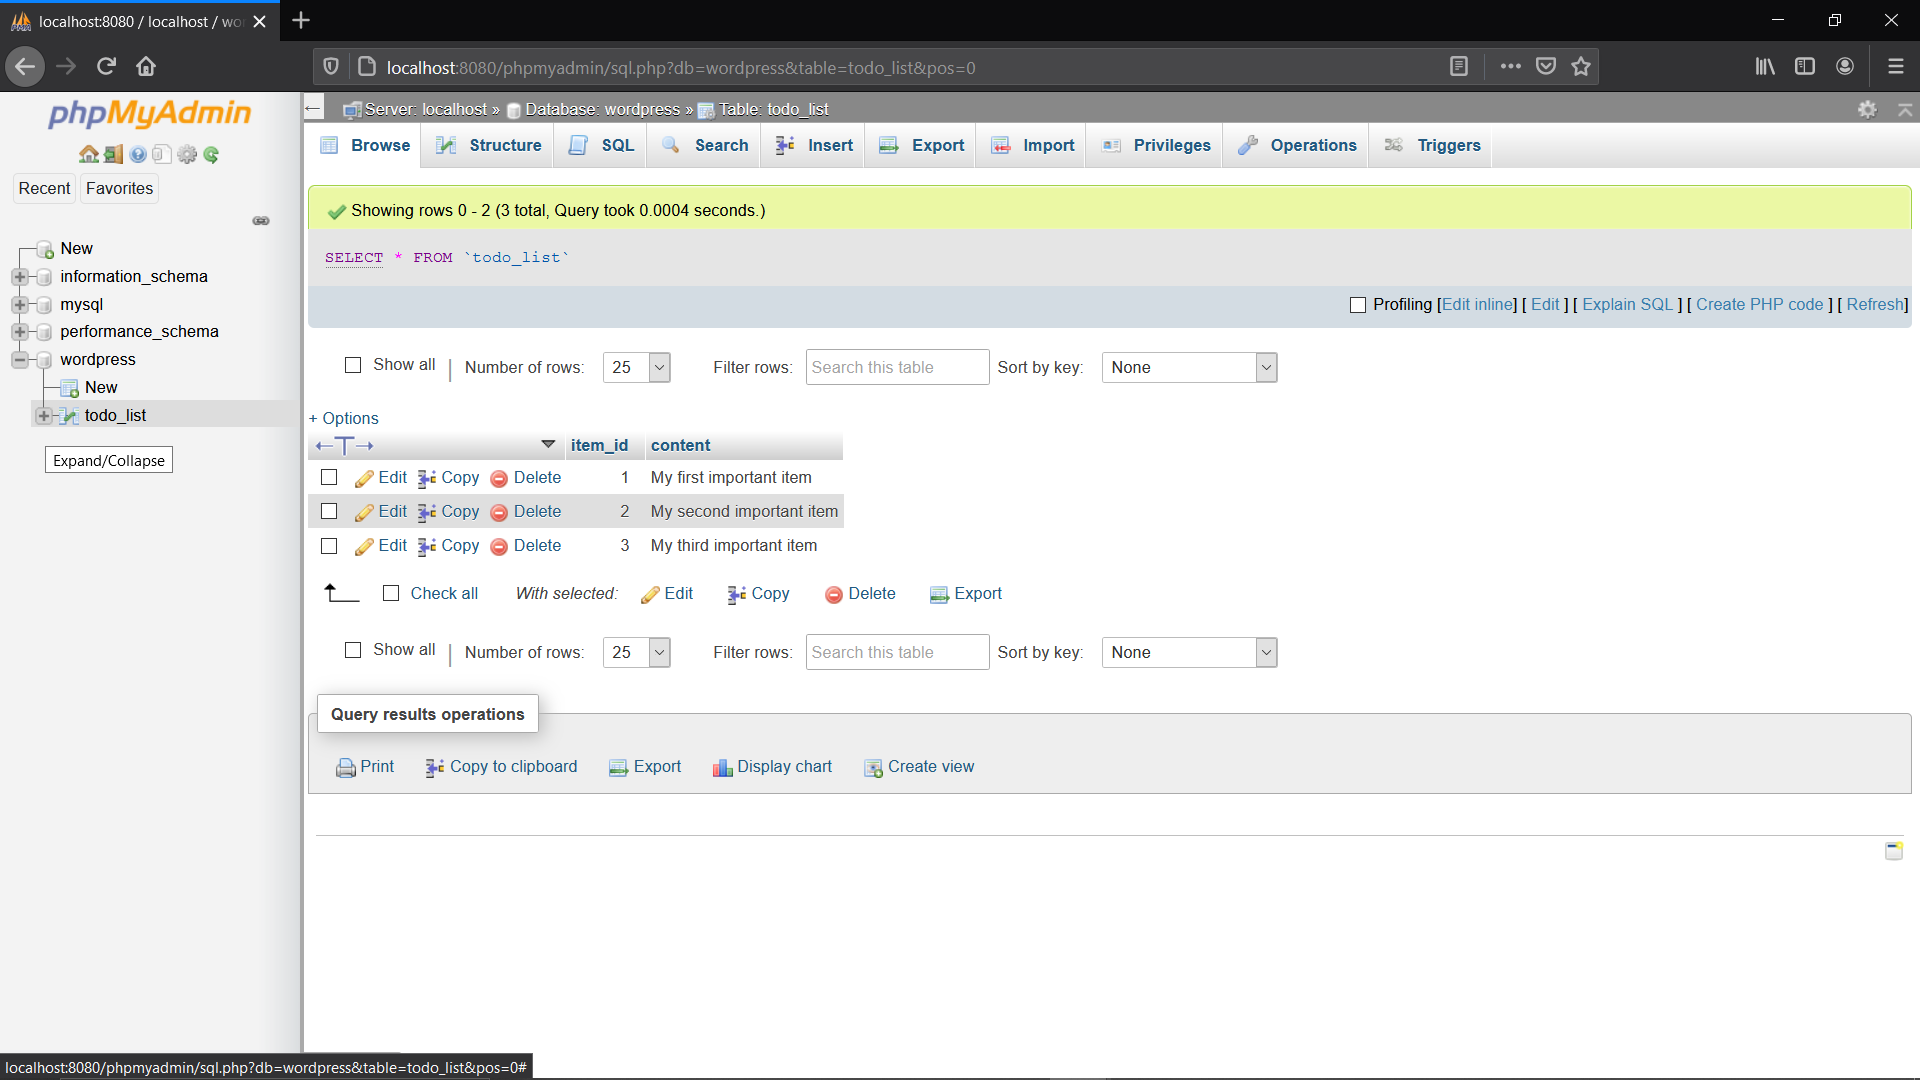 localhost:8080 / localhost / wo
localhost:8080/phpmyadmin/sql.php?db=wordpress&table=todo_list&pos=0
phpMyAdmin
Recent Favorites
New
information_schema
mysql
performance_schema
wordpress
New
todo_list
Expand/Collapse
Server: localhost » Database: wordpress » Table: todo_list
Browse Structure SQL Search Insert Export Import Privileges Operations Triggers
Showing rows 0 - 2 (3 total, Query took 0.0004 seconds.)
SELECT * FROM `todo_list`
Profiling [Edit inline] [ Edit ] [ Explain SQL ] [ Create PHP code ] [ Refresh]
Show all | Number of rows: 25 Filter rows: Search this table Sort by key: None
+ Options
←T→ item_id content
Edit Copy Delete 1 My first important item
Edit Copy Delete 2 My second important item
Edit Copy Delete 3 My third important item
Check all With selected: Edit Copy Delete Export
Show all | Number of rows: 25 Filter rows: Search this table Sort by key: None
Query results operations
Print Copy to clipboard Export Display chart Create view
localhost:8080/phpmyadmin/sql.php?db=wordpress&table=todo_list&pos=0#